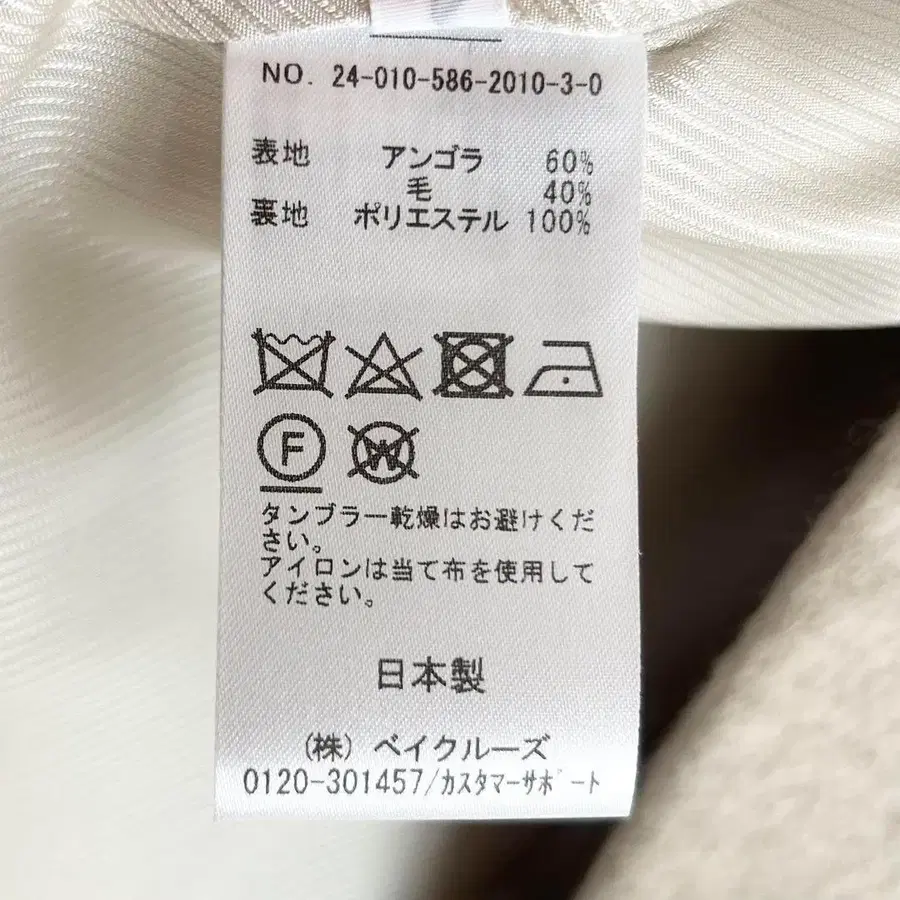 NO. 24-010-586-2010-3-0
表地 アンゴラ 60%
毛 40%
裏地 ポリエステル 100%
F
W
タンブラー乾燥はお避けくだ
さい。
アイロンは当て布を使用して
ください。
日本製
(株) ベイクルーズ
0120-301457/カスタマーサポート